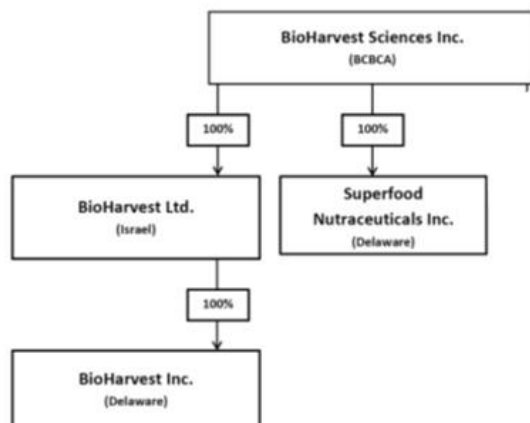 BioHarvest Sciences Inc.
(BCBCA)
100%
100%
BioHarvest Ltd.
(Israel)
Superfood
Nutraceuticals Inc.
(Delaware)
100%
BioHarvest Inc.
(Delaware)